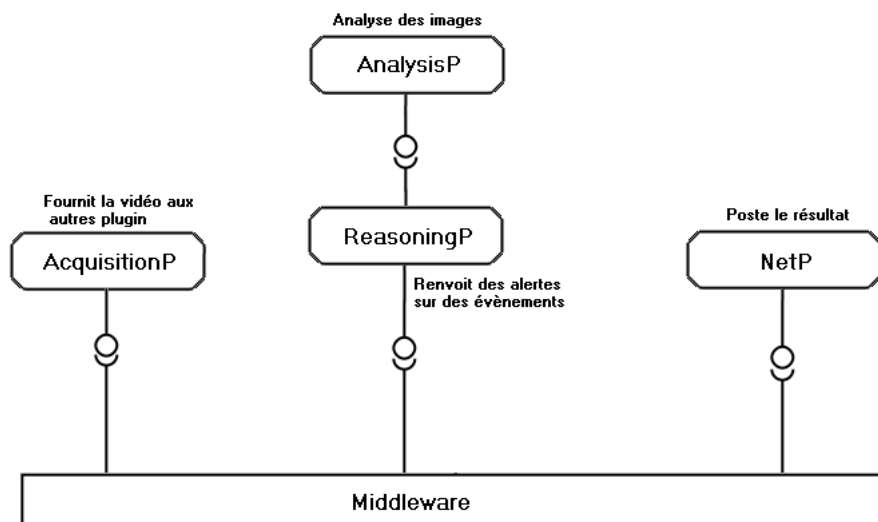 Analyse des images
AnalysisP
Fournit la vidéo aux
autres plugin
AcquisitionP
ReasoningP
Renvoit des alertes
sur des évènements
Poste le résultat
NetP
Middleware